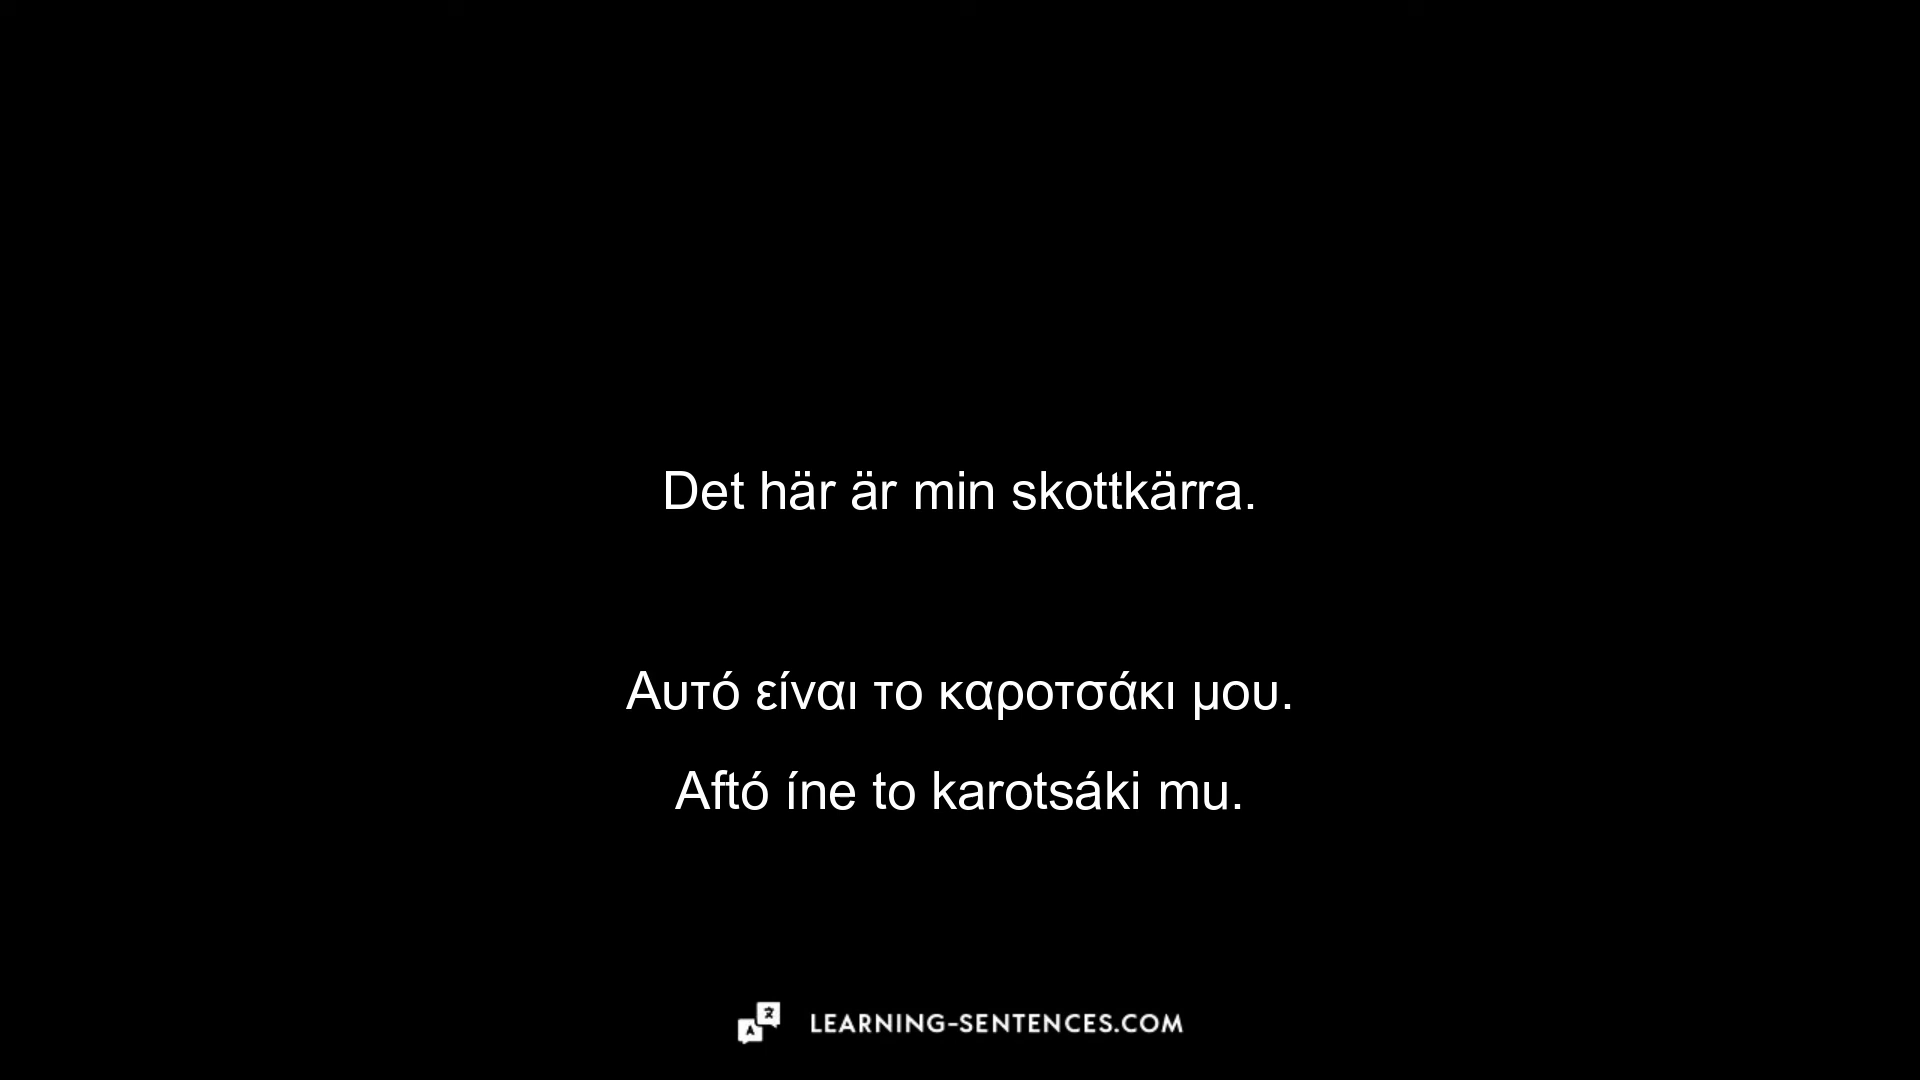 Det här är min skottkärra.
Αυτό είναι το καροτσάκι μου.
Aftó íne to karotsáki mu.
LEARNING-SENTENCES.COM